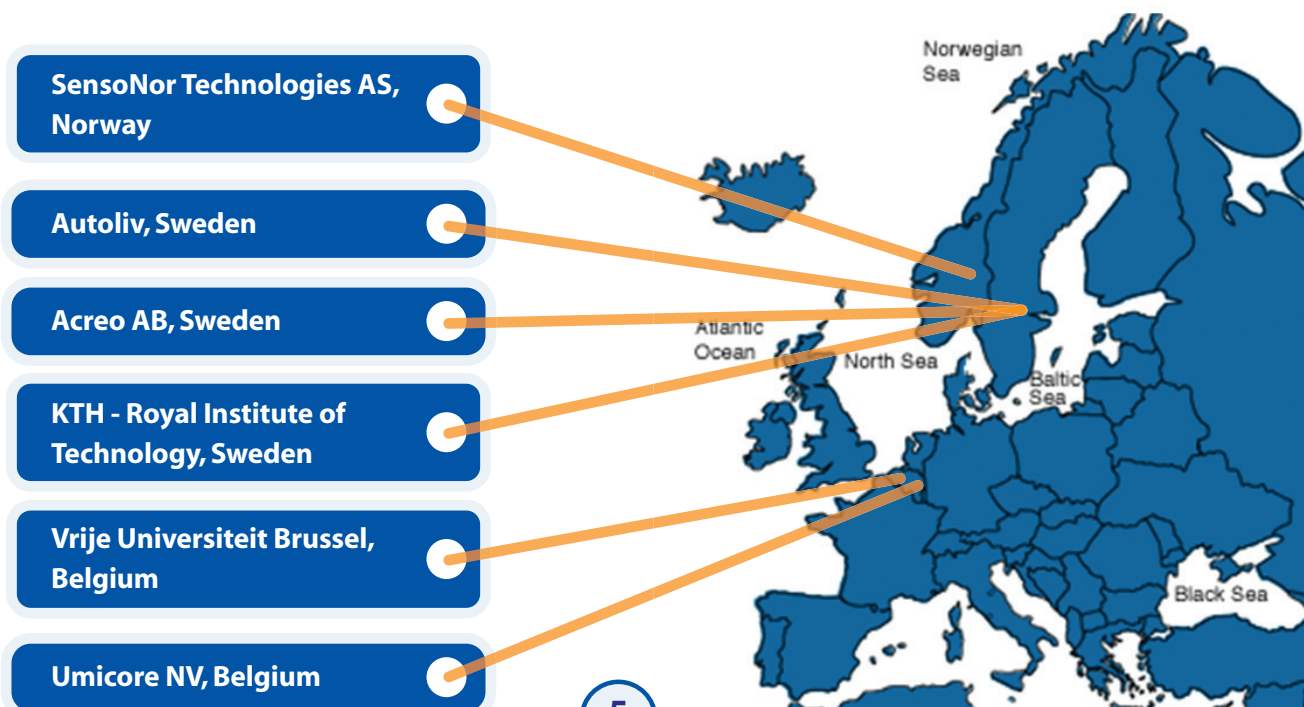 SensoNor Technologies AS,
Norway
Autoliv, Sweden
Acreo AB, Sweden
KTH - Royal Institute of
Technology, Sweden
Vrije Universiteit Brussel,
Belgium
Umicore NV, Belgium
Norwegian
Sea
Atlantic
Ocean
North Sea
Baltic
Sea
Black Sea
5